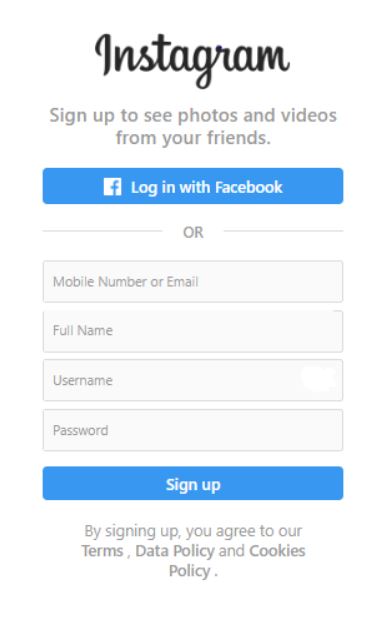 Instagram
Sign up to see photos and videos
from your friends.
Log in with Facebook
OR
Mobile Number or Email
Full Name
Username
Password
Sign up
By signing up, you agree to our
Terms , Data Policy and Cookies
Policy .